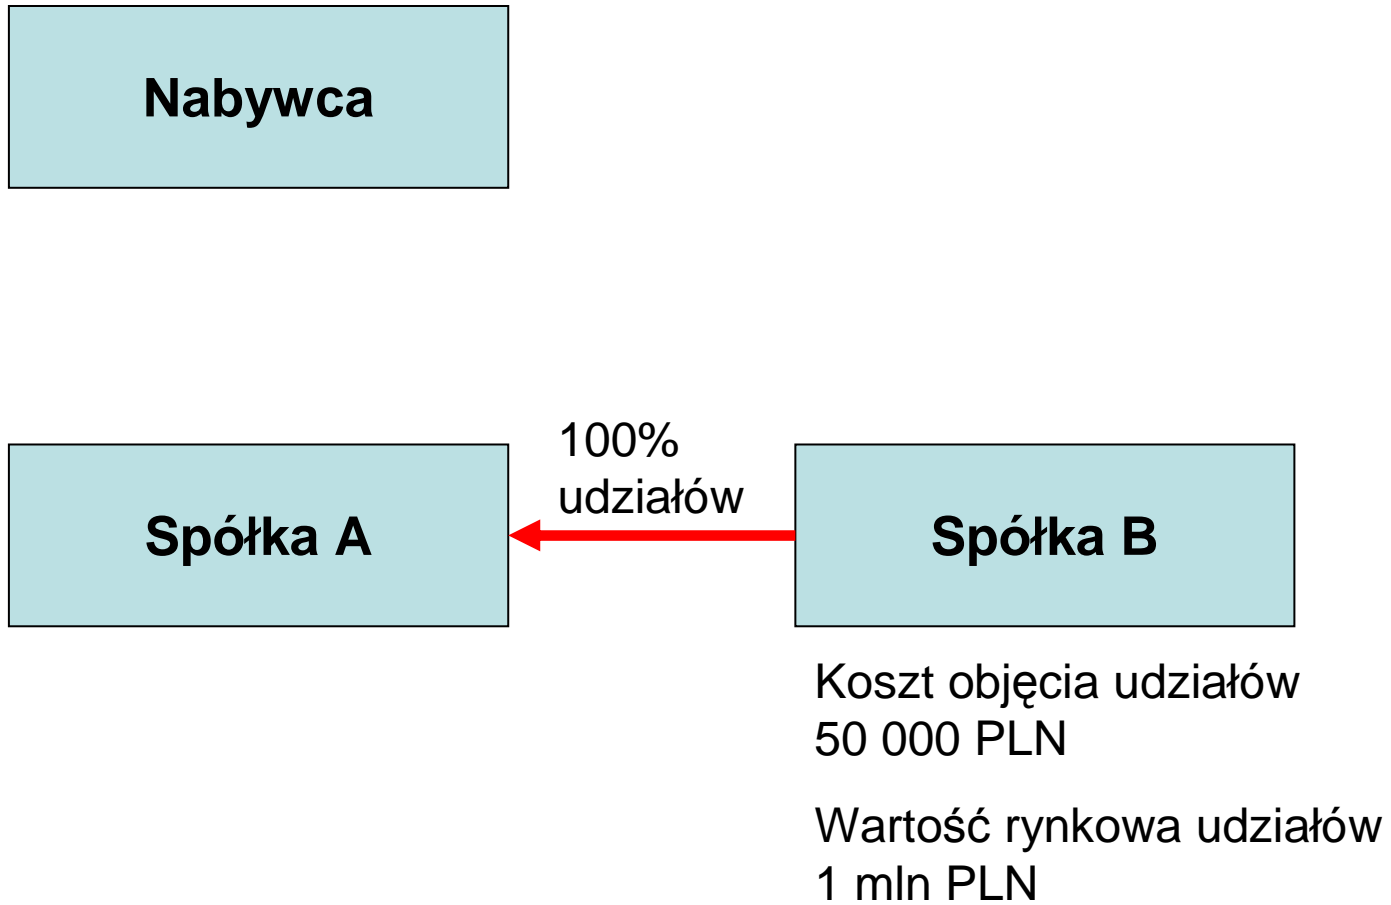 Nabywca
100%
udziałów
Spółka A
Spółka B
Koszt objęcia udziałów
50 000 PLN
Wartość rynkowa udziałów
1 mln PLN